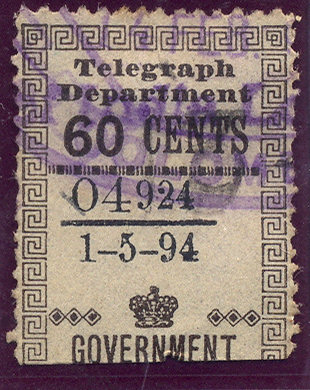 Telegraph
Department
60 CENTS
04924
1-5-94
GOVERNMENT